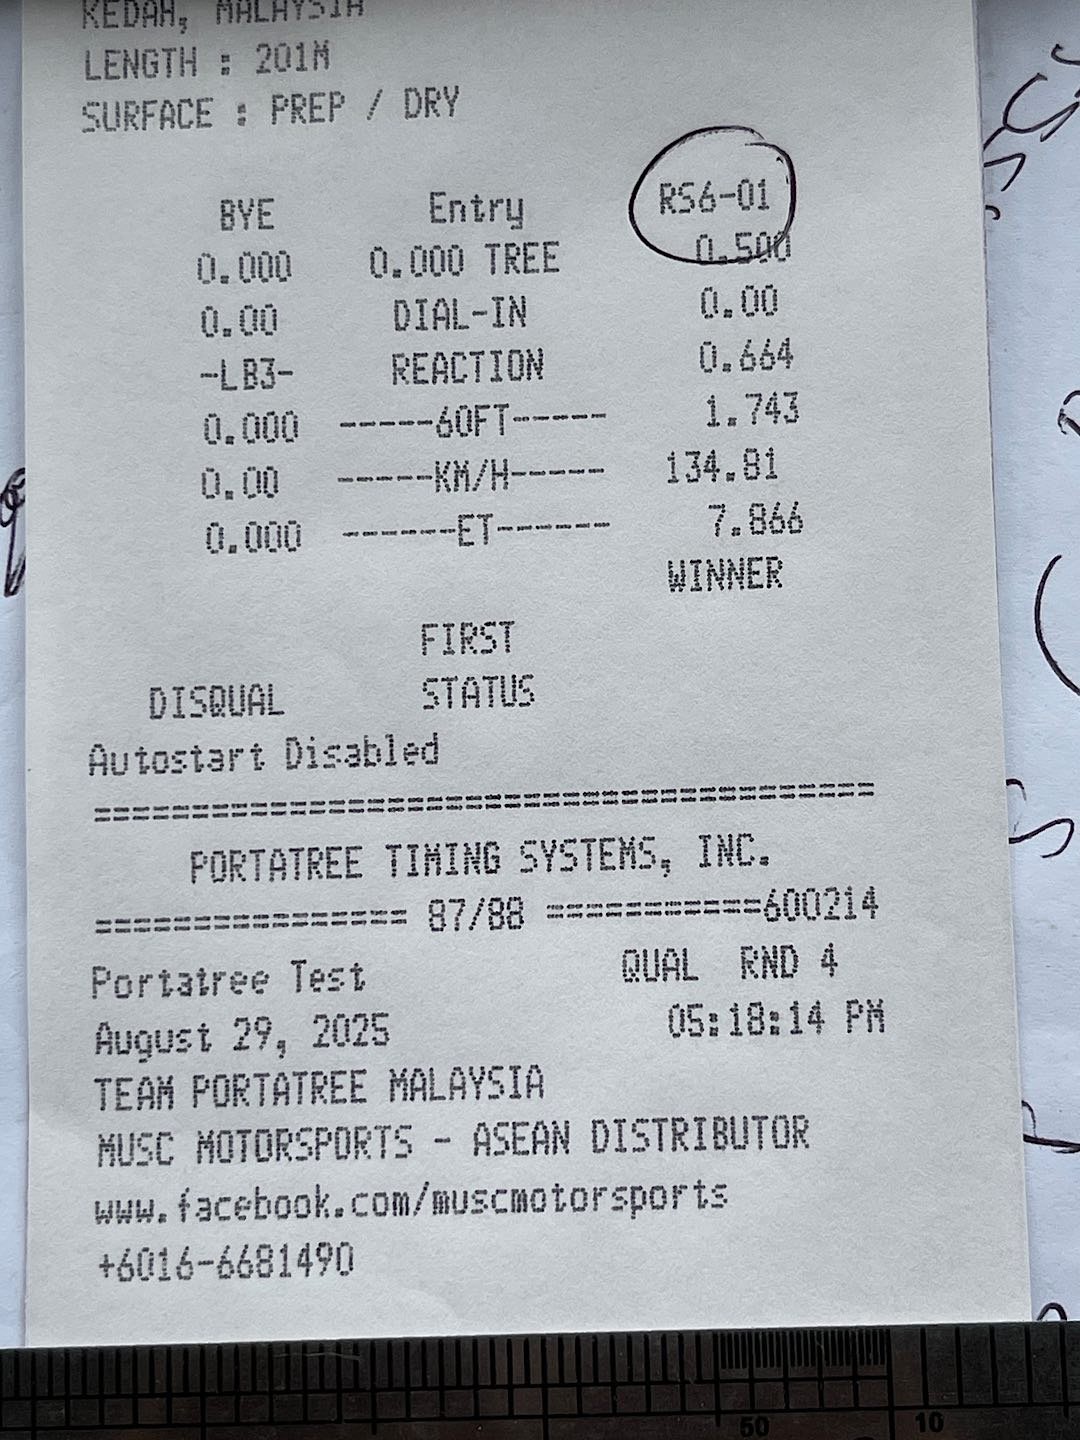 KEDAH, MALAYSIA
LENGTH : 201M
SURFACE : PREP / DRY
BYE Entry RS6-01
0.000 0.000 TREE 0.500
0.00 DIAL-IN 0.00
-LB3- REACTION 0.664
0.000 -----60FT----- 1.743
0.00 -----KM/H----- 134.81
0.000 ------ET------ 7.866
WINNER
FIRST
DISQUAL STATUS
Autostart Disabled
========================================
PORTATREE TIMING SYSTEMS, INC.
================ 87/88 ===========600214
Portatree Test QUAL RND 4
August 29, 2025 05:18:14 PM
TEAM PORTATREE MALAYSIA
MUSC MOTORSPORTS - ASEAN DISTRIBUTOR
www.facebook.com/muscmotorsports
+6016-6681490
50 10